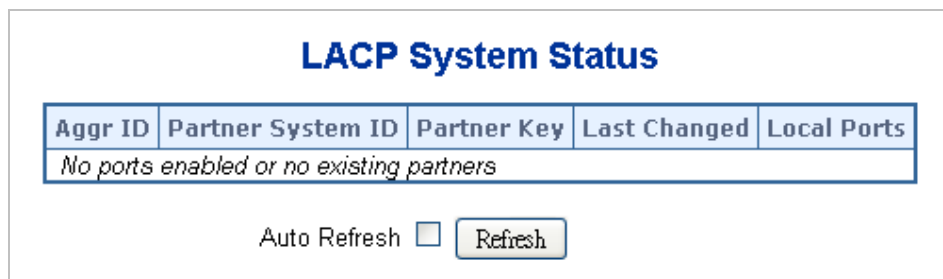 LACP System Status
Aggr ID Partner System ID Partner Key Last Changed Local Ports
No ports enabled or no existing partners
Auto Refresh Refresh